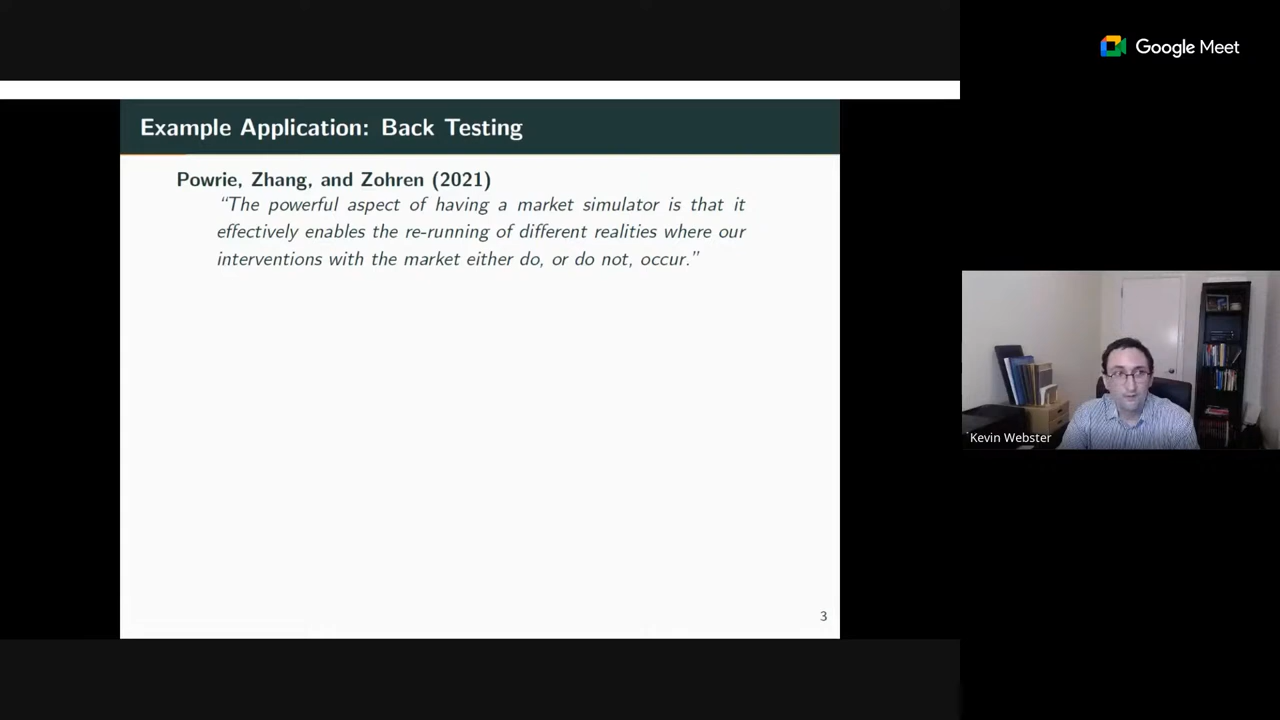 Google Meet
Example Application: Back Testing
Powrie, Zhang, and Zohren (2021)
“The powerful aspect of having a market simulator is that it
effectively enables the re-running of different realities where our
interventions with the market either do, or do not, occur.”
Kevin Webster
3